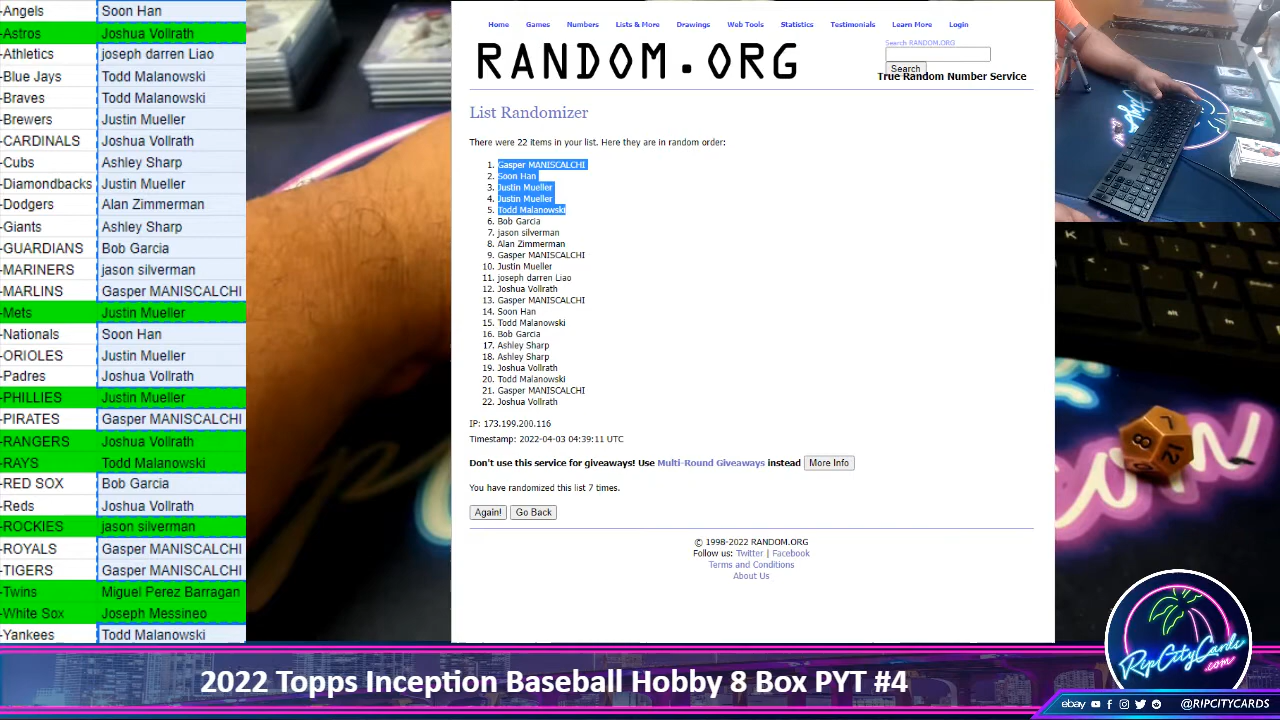 -Angels Soon Han
-Astros Joshua Vollrath
-Athletics joseph darren Liao
-Blue Jays Todd Malanowski
-Braves Todd Malanowski
-Brewers Justin Mueller
-CARDINALS Joshua Vollrath
-Cubs Ashley Sharp
-Diamondbacks Justin Mueller
-Dodgers Alan Zimmerman
-Giants Ashley Sharp
-GUARDIANS Bob Garcia
-MARINERS jason silverman
-MARLINS Gasper MANISCALCHI
-Mets Justin Mueller
-Nationals Soon Han
-ORIOLES Justin Mueller
-Padres Joshua Vollrath
-PHILLIES Justin Mueller
-PIRATES Gasper MANISCALCHI
-RANGERS Joshua Vollrath
-RAYS Todd Malanowski
-RED SOX Bob Garcia
-Reds Joshua Vollrath
-ROCKIES jason silverman
-ROYALS Gasper MANISCALCHI
-TIGERS Gasper MANISCALCHI
-Twins Miguel Perez Barragan
-White Sox Joseph Messineo
-Yankees Todd Malanowski
Home Games Numbers Lists & More Drawings Web Tools Statistics Testimonials Learn More Login
RANDOM.ORG
Search RANDOM.ORG
Search
True Random Number Service
List Randomizer
There were 22 items in your list. Here they are in random order:
1. Gasper MANISCALCHI
2. Soon Han
3. Justin Mueller
4. Justin Mueller
5. Todd Malanowski
6. Bob Garcia
7. jason silverman
8. Alan Zimmerman
9. Gasper MANISCALCHI
10. Justin Mueller
11. joseph darren Liao
12. Joshua Vollrath
13. Gasper MANISCALCHI
14. Soon Han
15. Todd Malanowski
16. Bob Garcia
17. Ashley Sharp
18. Ashley Sharp
19. Joshua Vollrath
20. Todd Malanowski
21. Gasper MANISCALCHI
22. Joshua Vollrath
IP: 173.199.200.116
Timestamp: 2022-04-03 04:39:11 UTC
Don't use this service for giveaways! Use Multi-Round Giveaways instead More Info
You have randomized this list 7 times.
Again! Go Back
© 1998-2022 RANDOM.ORG
Follow us: Twitter | Facebook
Terms and Conditions
About Us
7
8
12
2022 Topps Inception Baseball Hobby 8 Box PYT #4
RipCityCards
.com
ebay @RIPCITYCARDS